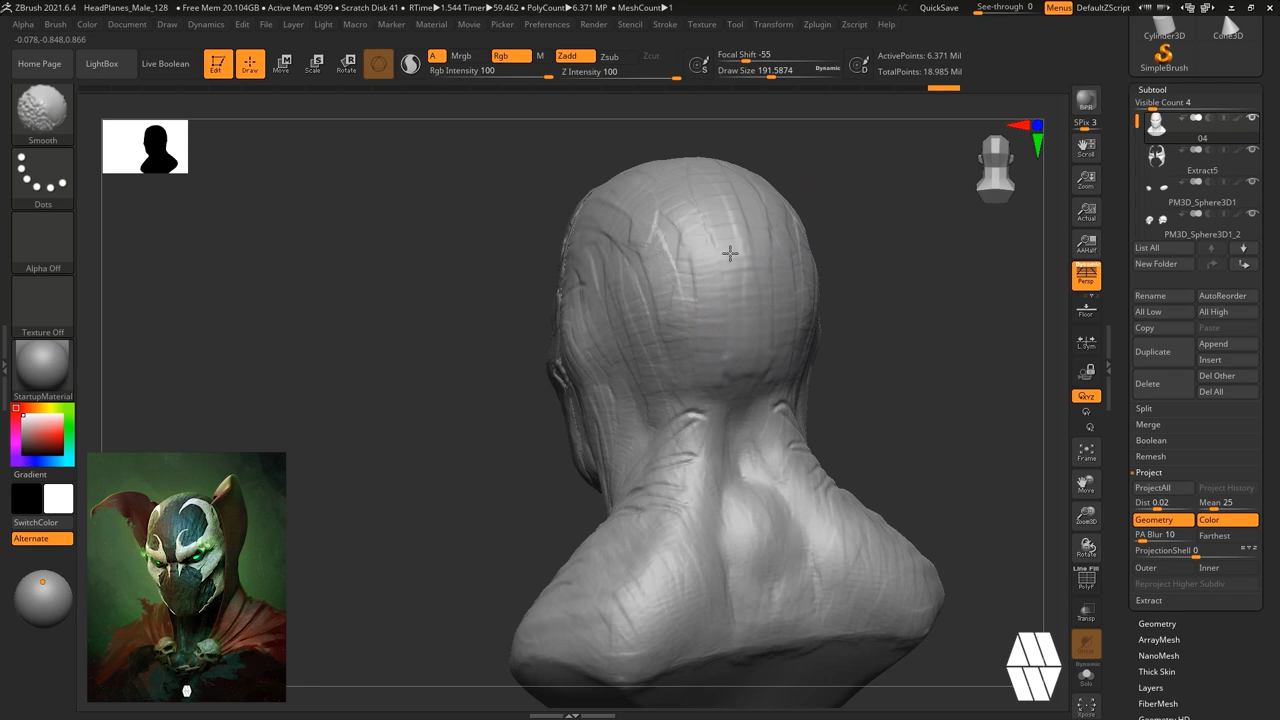 ZBrush 2021.6.4 HeadPlanes_Male_128 • Free Mem 20.104GB • Active Mem 4599 • Scratch Disk 41 • RTime▸1.544 Timer▸59.462 • PolyCount▸6.371 MP • MeshCount▸1 AC QuickSave See-through 0 Menus DefaultZScript
Alpha Brush Color Document Draw Dynamics Edit File Layer Light Macro Marker Material Movie Picker Preferences Render Stencil Stroke Texture Tool Transform Zplugin Zscript Help
-0.078,-0.848,0.866
Home Page LightBox Live Boolean Edit Draw Move Scale Rotate
A Mrgb Rgb M Zadd Zsub Zcut
Rgb Intensity 100 Z Intensity 100
S Focal Shift -55
Draw Size 191.5874 Dynamic
D ActivePoints: 6.371 Mil
TotalPoints: 18.985 Mil
Smooth
Dots
Alpha Off
Texture Off
StartupMaterial
Gradient
SwitchColor
Alternate
BPR
SPix 3
Scroll
Zoom
Actual
AAHalf
Dynamic
Persp
Floor
L.Sym
XYZ
Frame
Move
Zoom3D
Rotate
Line Fill
PolyF
Transp
Dynamic
Solo
Xpose
Cylinder3D Cone3D
SimpleBrush
Subtool
Visible Count 4
04
Extract5
PM3D_Sphere3D1
PM3D_Sphere3D1_2
List All
New Folder
Rename AutoReorder
All Low All High
Copy Paste
Duplicate Append
Insert
Delete Del Other
Del All
Split
Merge
Boolean
Remesh
Project
ProjectAll Project History
Dist 0.02 Mean 25
Geometry Color
PA Blur 10 Farthest
ProjectionShell 0
Outer Inner
Reproject Higher Subdiv
Extract
Geometry
ArrayMesh
NanoMesh
Thick Skin
Layers
FiberMesh
Geometry HD